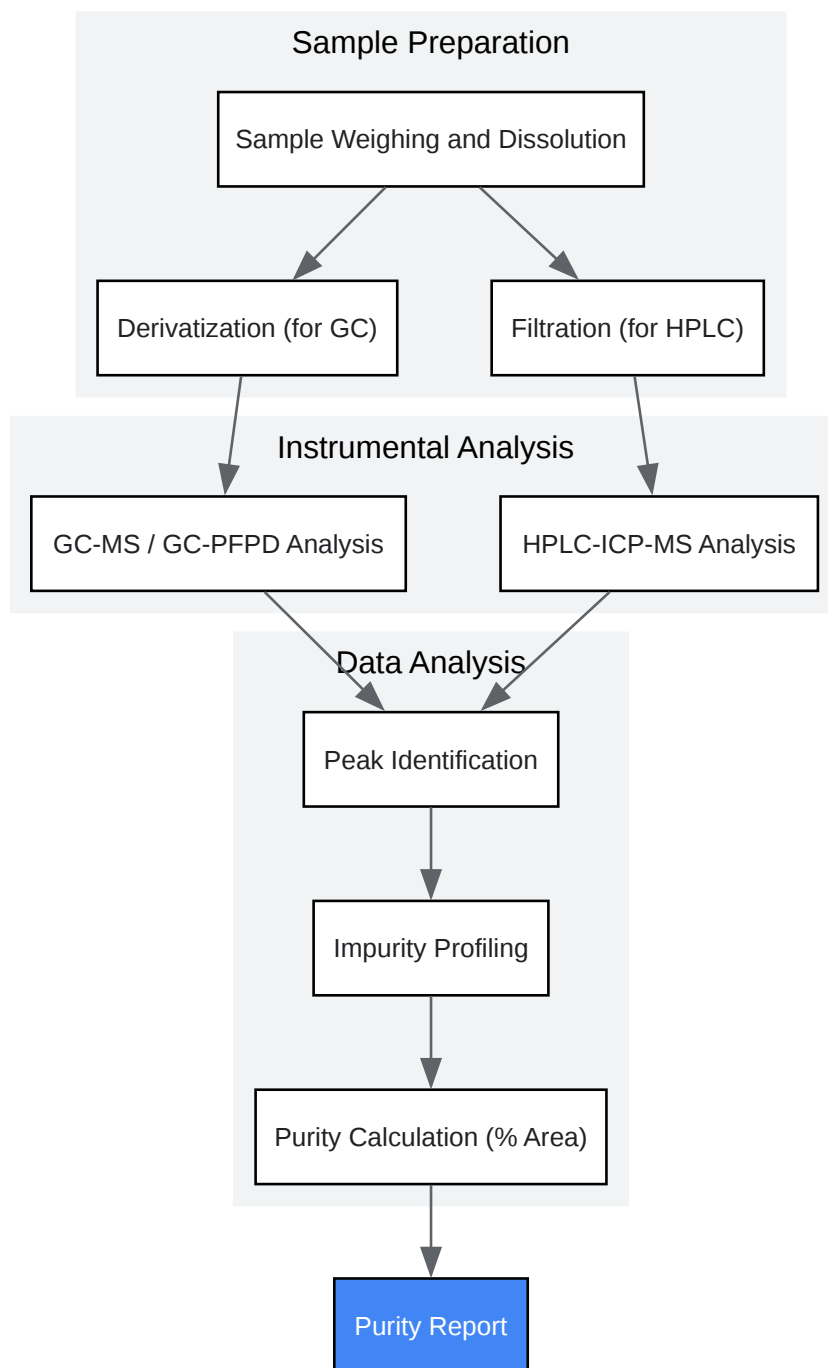 Sample Preparation
Sample Weighing and Dissolution
Derivatization (for GC)
Filtration (for HPLC)
Instrumental Analysis
GC-MS / GC-PFPD Analysis
HPLC-ICP-MS Analysis
Data Analysis
Peak Identification
Impurity Profiling
Purity Calculation (% Area)
Purity Report